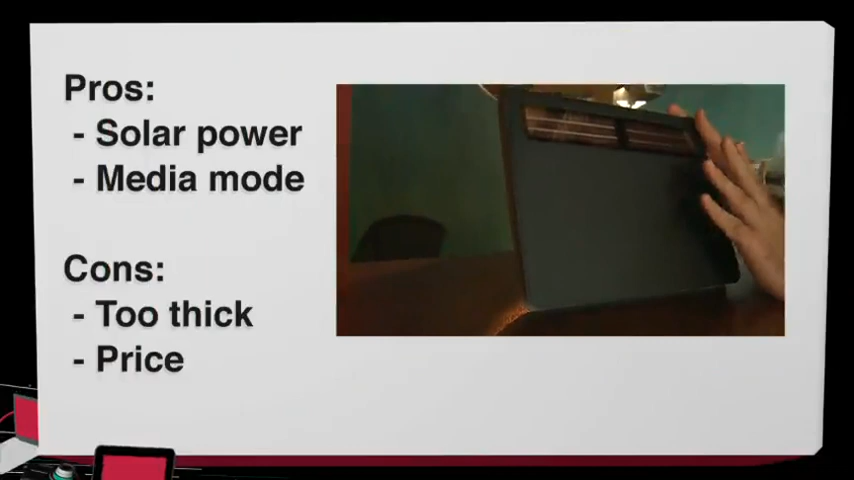 Pros:
- Solar power
- Media mode
Cons:
- Too thick
- Price